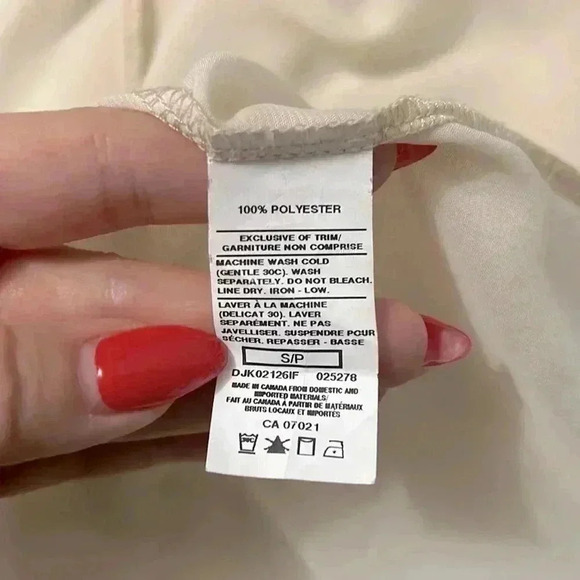 100% POLYESTER
EXCLUSIVE OF TRIM/
GARNITURE NON COMPRISE
MACHINE WASH COLD
(GENTLE 30C). WASH
SEPARATELY. DO NOT BLEACH.
LINE DRY. IRON - LOW.
LAVER À LA MACHINE
(DELICAT 30). LAVER
SEPARÉMENT. NE PAS
JAVELLISER. SUSPENDRE POUR
SÉCHER. REPASSER - BASSE
S/P
DJK02126IF 025278
MADE IN CANADA FROM DOMESTIC AND
IMPORTED MATERIALS/
FAIT AU CANADA A PARTIR DE MATÉRIAUX
BRUTS LOCAUX ET IMPORTES
CA 07021
30C